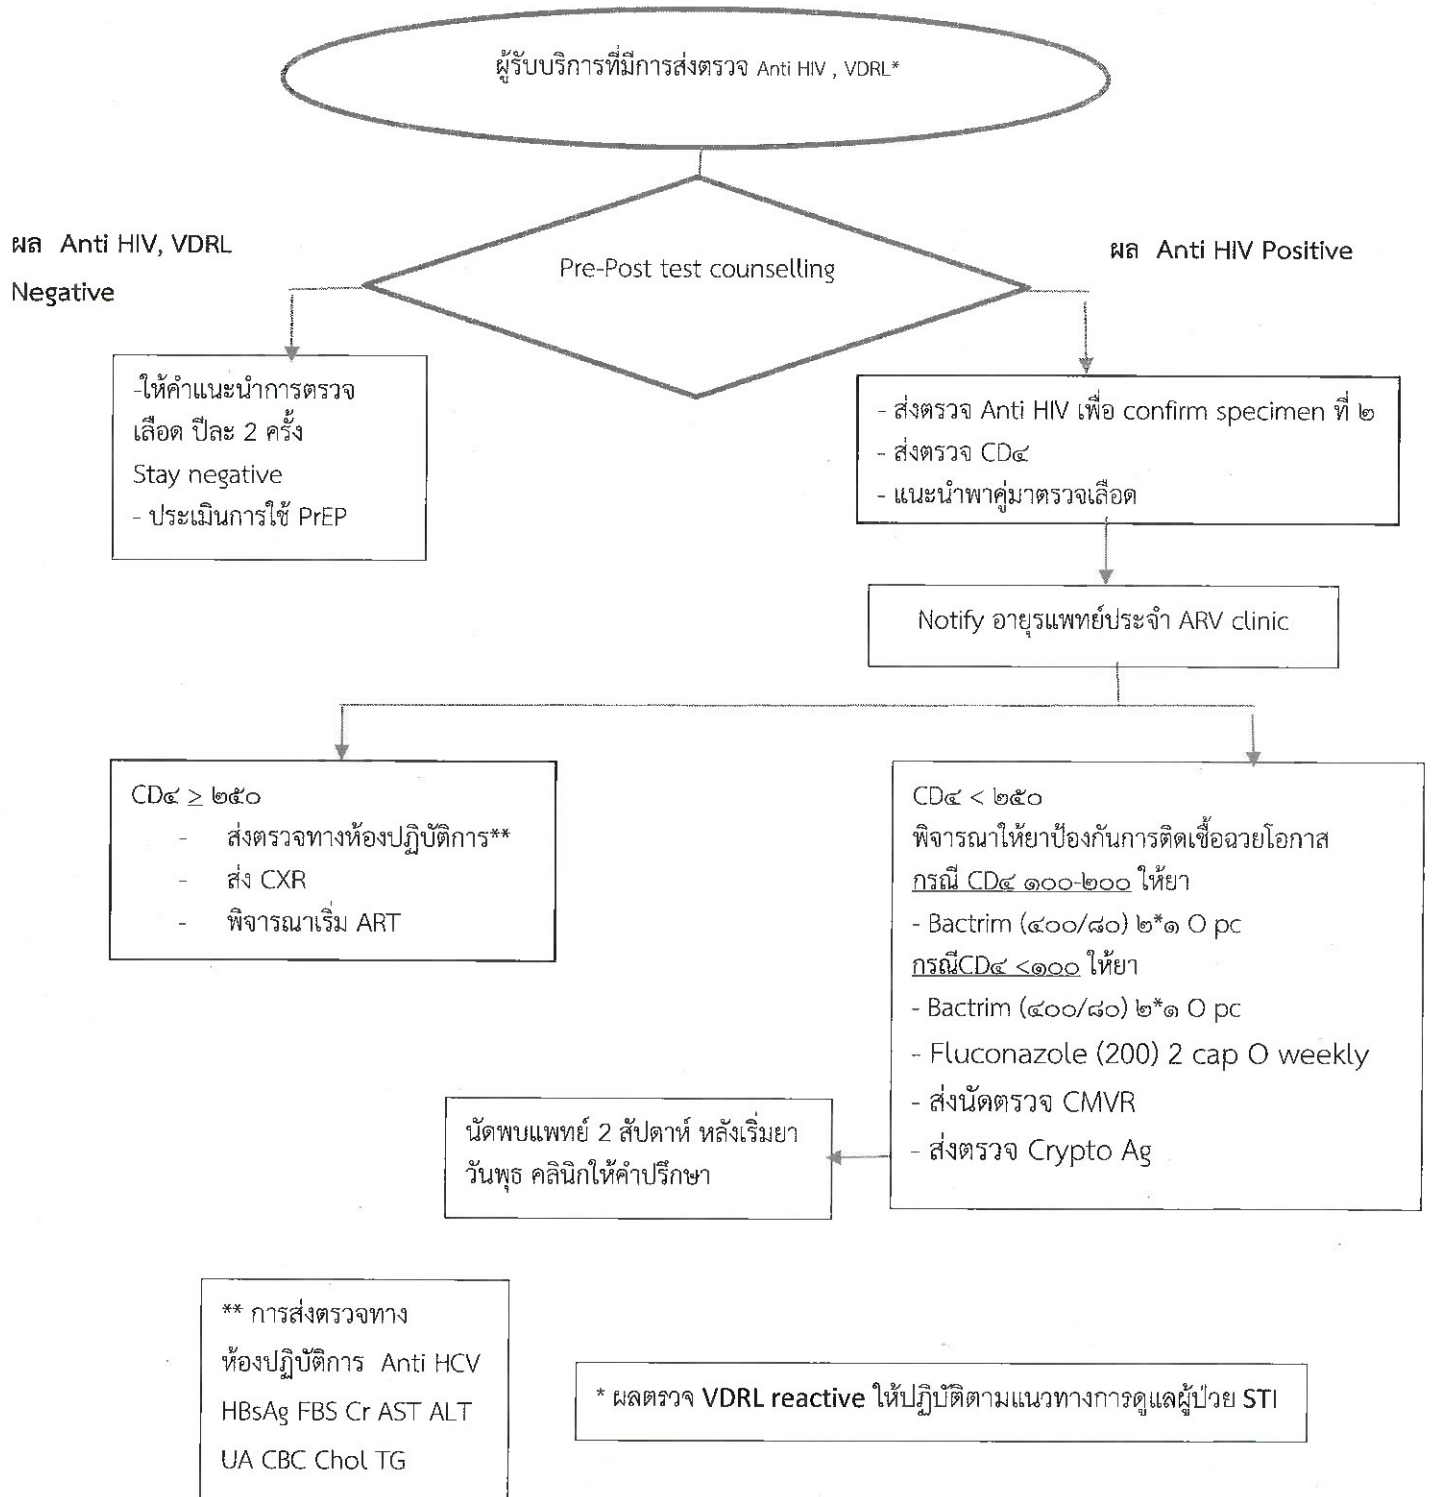 ผู้รับบริการที่มีการส่งตรวจ Anti HIV , VDRL*
Pre-Post test counselling
ผล Anti HIV, VDRL
Negative
ผล Anti HIV Positive
-ให้คำแนะนำการตรวจ
เลือด ปีละ 2 ครั้ง
Stay negative
- ประเมินการใช้ PrEP
- ส่งตรวจ Anti HIV เพื่อ confirm specimen ที่ ๒
- ส่งตรวจ CD๔
- แนะนำพาคู่มาตรวจเลือด
Notify อายุรแพทย์ประจำ ARV clinic
CD๔ ≥ ๒๕๐
- ส่งตรวจทางห้องปฏิบัติการ**
- ส่ง CXR
- พิจารณาเริ่ม ART
CD๔ < ๒๕๐
พิจารณาให้ยาป้องกันการติดเชื้อฉวยโอกาส
กรณี CD๔ ๑๐๐-๒๐๐ ให้ยา
- Bactrim (๔๐๐/๘๐) ๒*๑ O pc
กรณีCD๔ <๑๐๐ ให้ยา
- Bactrim (๔๐๐/๘๐) ๒*๑ O pc
- Fluconazole (200) 2 cap O weekly
- ส่งนัดตรวจ CMVR
- ส่งตรวจ Crypto Ag
นัดพบแพทย์ 2 สัปดาห์ หลังเริ่มยา
วันพุธ คลินิกให้คำปรึกษา
** การส่งตรวจทาง
ห้องปฏิบัติการ Anti HCV
HBsAg FBS Cr AST ALT
UA CBC Chol TG
* ผลตรวจ VDRL reactive ให้ปฏิบัติตามแนวทางการดูแลผู้ป่วย STI